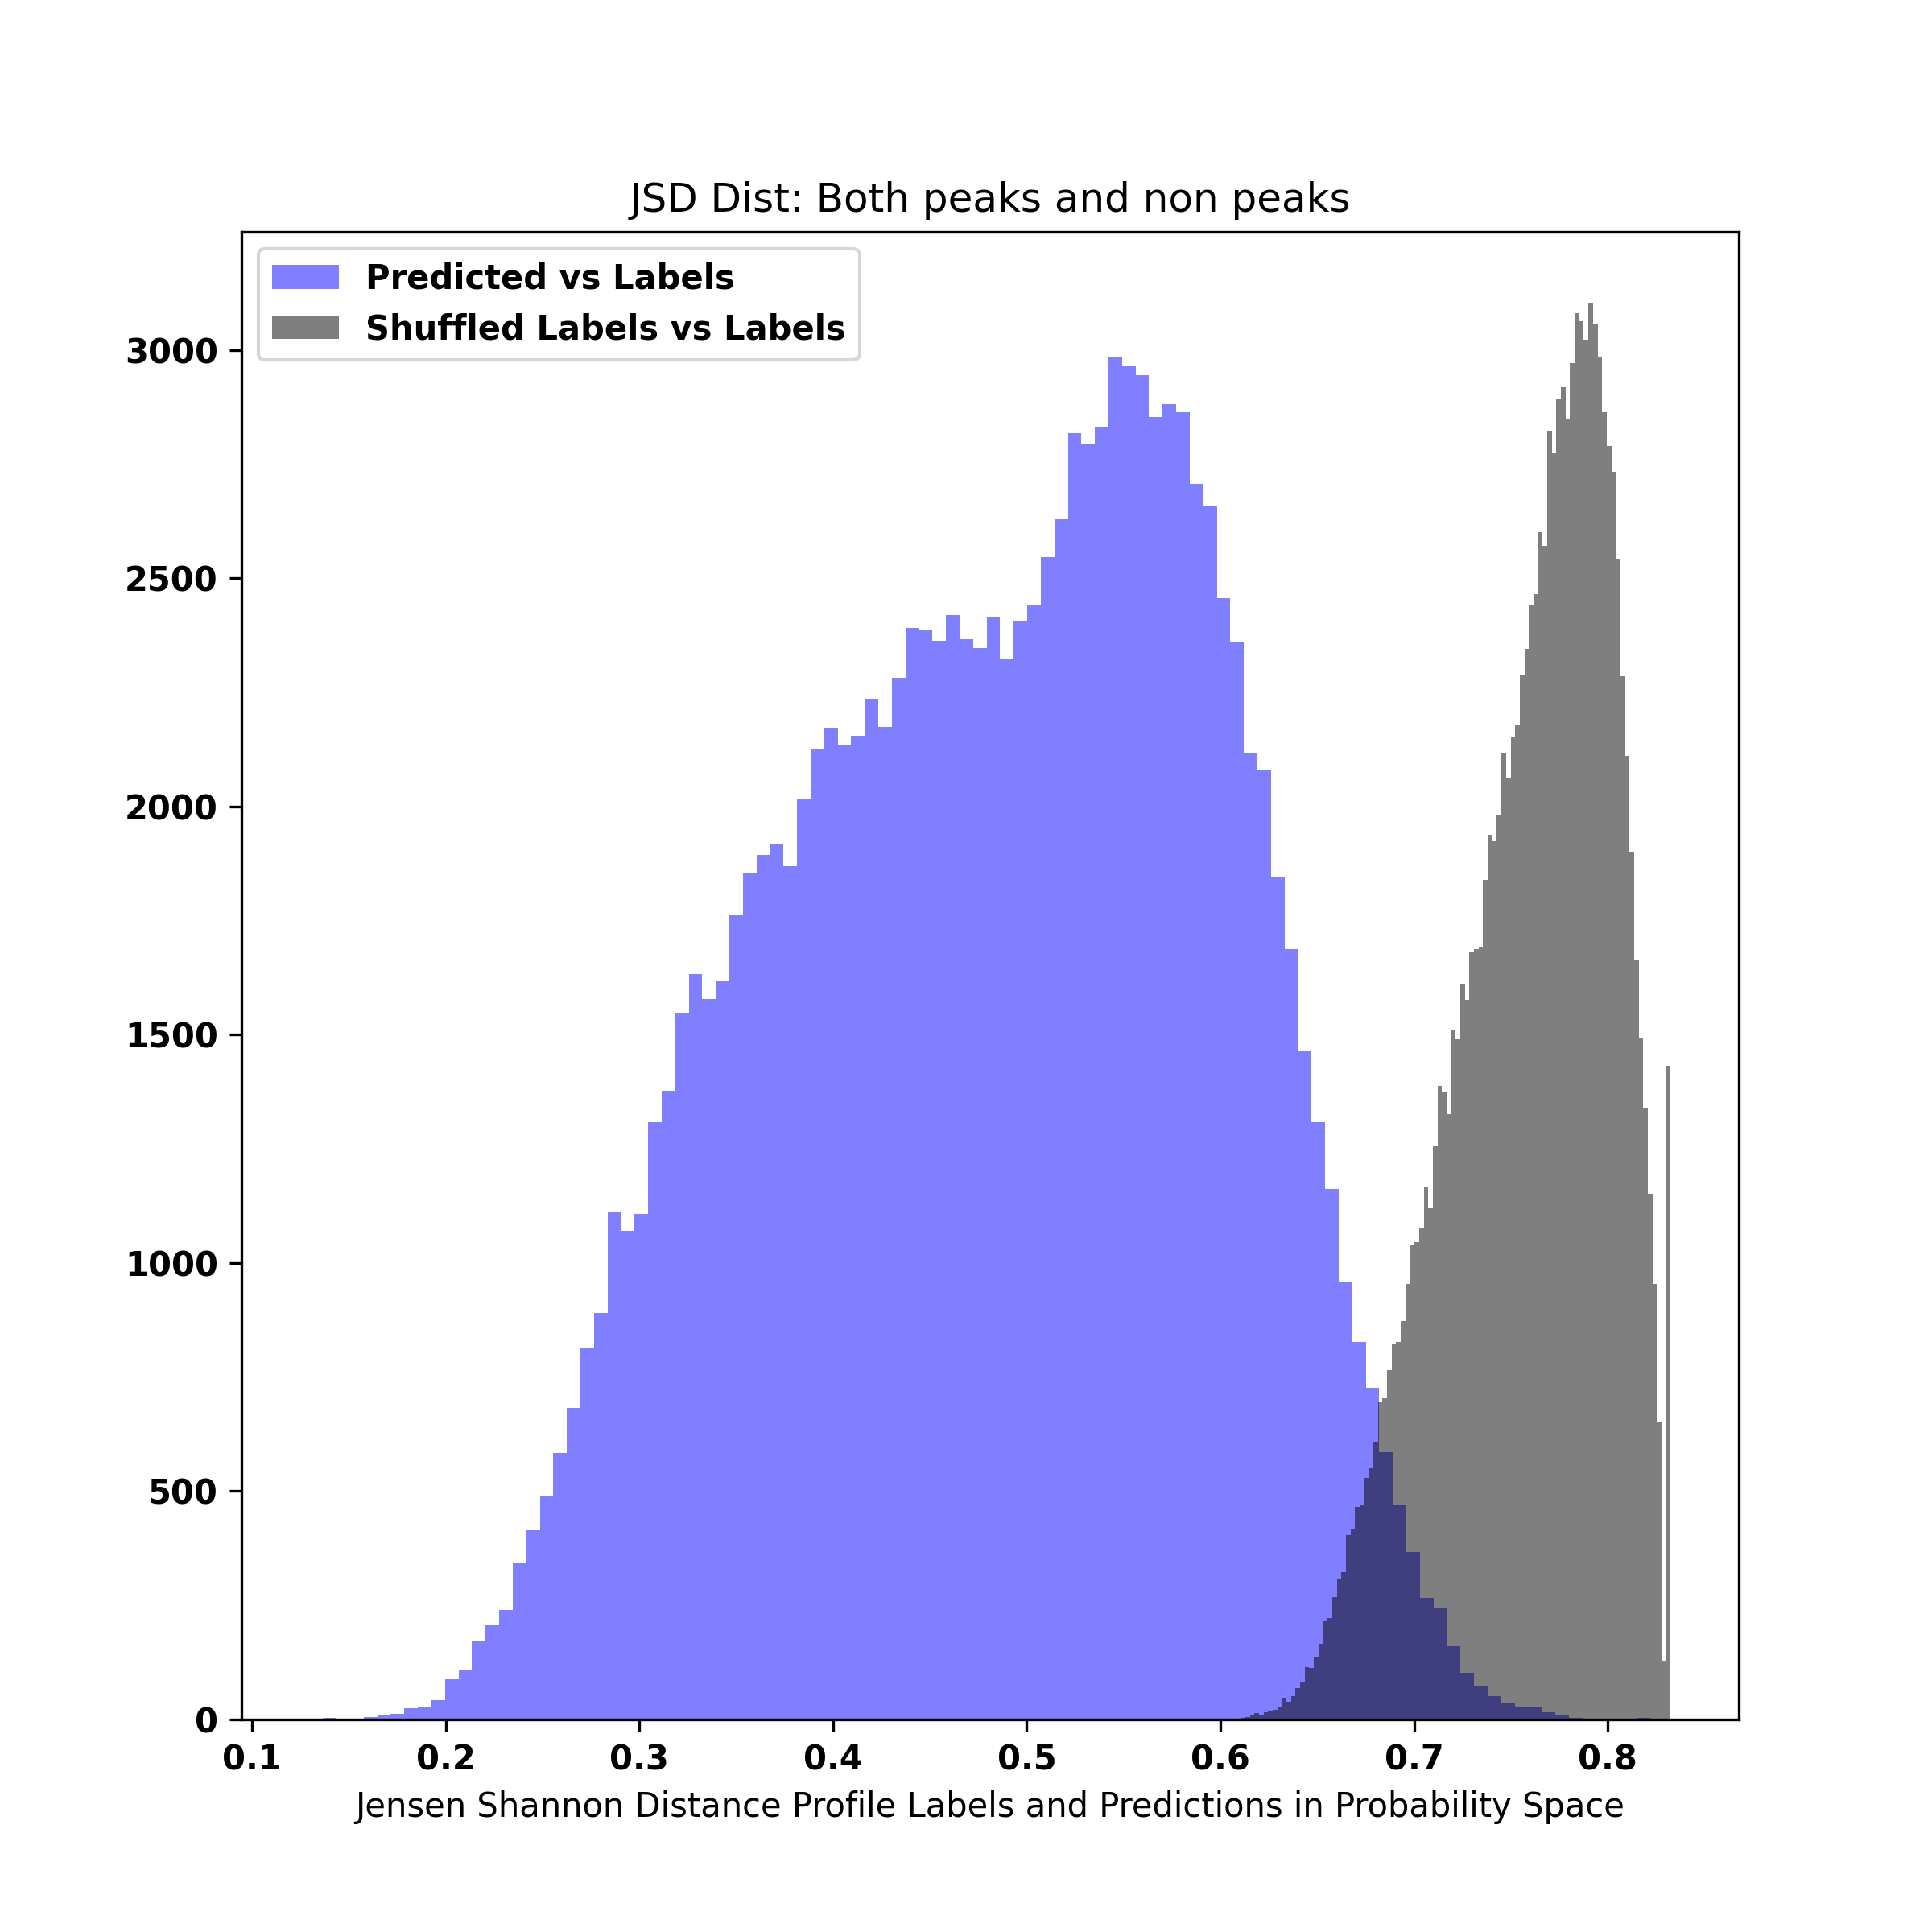 JSD Dist: Both peaks and non peaks
Predicted vs Labels
Shuffled Labels vs Labels
3000
2500
2000
1500
1000
500
0
0.1 0.2 0.3 0.4 0.5 0.6 0.7 0.8
Jensen Shannon Distance Profile Labels and Predictions in Probability Space